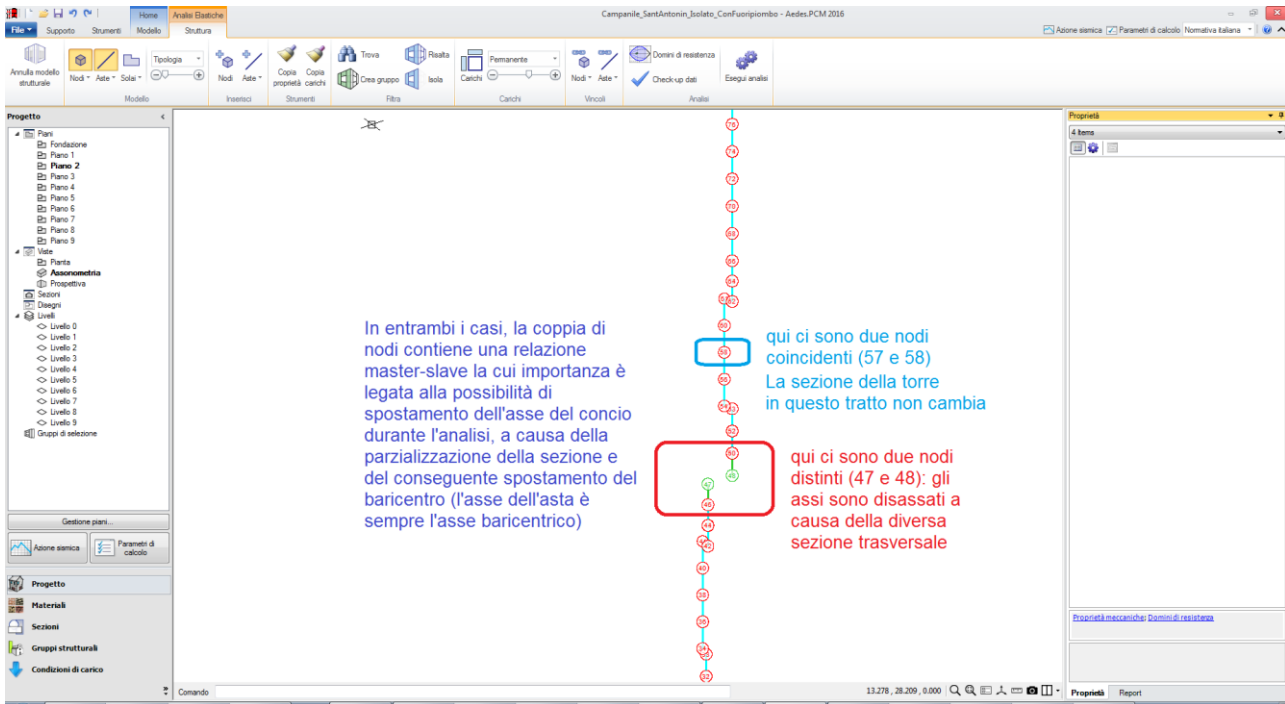 Campanile_SantAntonin_Isolato_ConFuoripiombo - Aedes.PCM 2016
Home Analisi Elastiche
File Supporto Strumenti Modello Struttura
Azione sismica Parametri di calcolo Normativa italiana
Annulla modello strutturale
Nodi Aste Solai
Tipologia
Modello
Nodi Aste
Inserisci
Copia proprietà
Copia carichi
Strumenti
Trova
Crea gruppo
Risalta
Isola
Filtra
Carichi
Permanente
Carichi
Nodi Aste
Vincoli
Domini di resistenza
Check-up dati
Esegui analisi
Analisi
Progetto
Piani
Fondazione
Piano 1
Piano 2
Piano 3
Piano 4
Piano 5
Piano 6
Piano 7
Piano 8
Piano 9
Viste
Pianta
Assonometria
Prospettiva
Sezioni
Disegni
Livelli
Livello 0
Livello 1
Livello 2
Livello 3
Livello 4
Livello 5
Livello 6
Livello 7
Livello 8
Livello 9
Gruppi di selezione
Gestione piani...
Azione sismica
Parametri di calcolo
Progetto
Materiali
Sezioni
Gruppi strutturali
Condizioni di carico
In entrambi i casi, la coppia di
nodi contiene una relazione
master-slave la cui importanza è
legata alla possibilità di
spostamento dell'asse del concio
durante l'analisi, a causa della
parzializzazione della sezione e
del conseguente spostamento del
baricentro (l'asse dell'asta è
sempre l'asse baricentrico)
76
74
72
70
68
66
64
62
60
58
56
54
53
52
50
48
47
46
44
42
40
38
36
34
33
32
qui ci sono due nodi
coincidenti (57 e 58)
La sezione della torre
in questo tratto non cambia
qui ci sono due nodi
distinti (47 e 48): gli
assi sono disassati a
causa della diversa
sezione trasversale
Proprietà
4 items
Proprietà meccaniche; Domini di resistenza
Comando
13.278 , 28.209 , 0.000
Proprietà Report